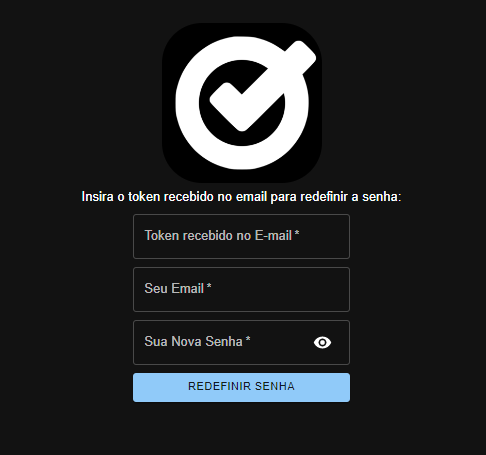 Insira o token recebido no email para redefinir a senha:
Token recebido no E-mail *
Seu Email *
Sua Nova Senha *
REDEFINIR SENHA